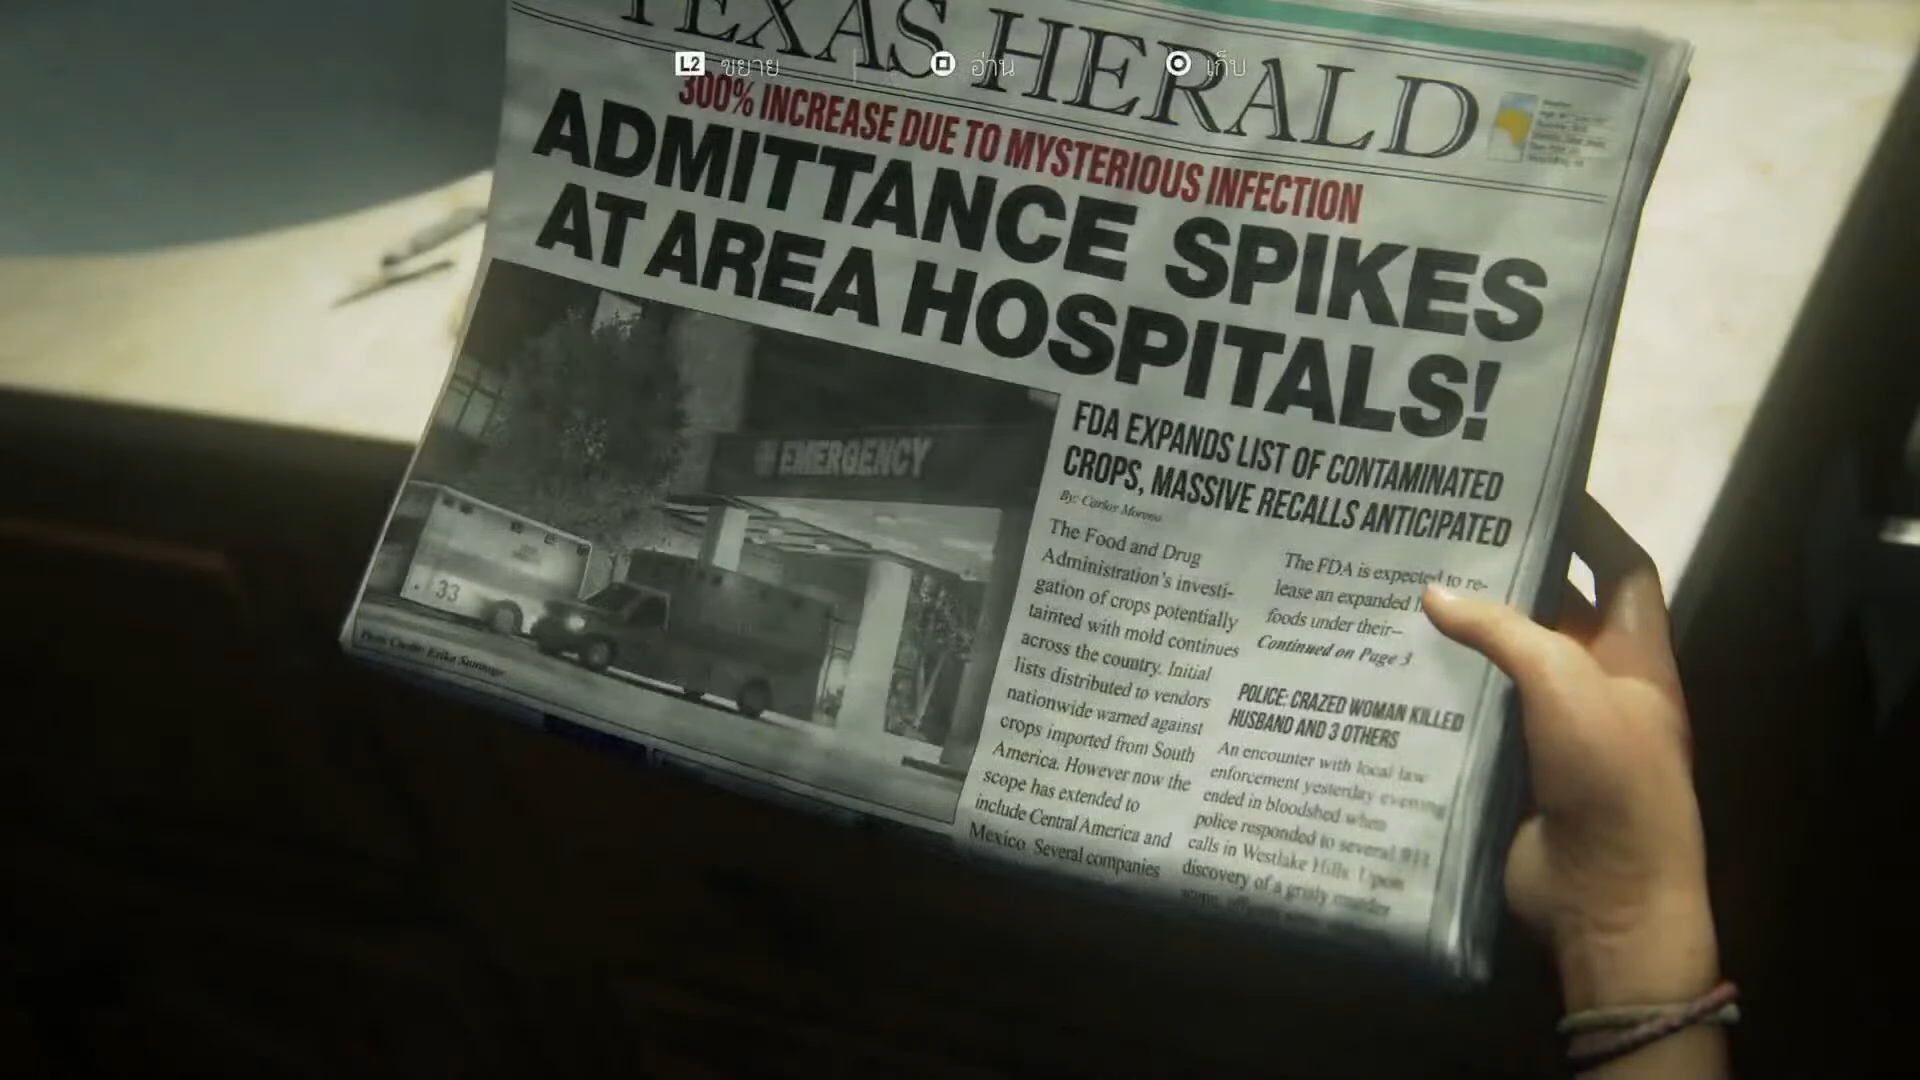 TEXAS HERALD
L2 ขยาย
อ่าน
เก็บ
300% INCREASE DUE TO MYSTERIOUS INFECTION
ADMITTANCE SPIKES
AT AREA HOSPITALS!
EMERGENCY
33
FDA EXPANDS LIST OF CONTAMINATED
CROPS, MASSIVE RECALLS ANTICIPATED
By: Carlos Moreno
The Food and Drug
Administration's investi-
gation of crops potentially
tainted with mold continues
across the country. Initial
lists distributed to vendors
nationwide warned against
crops imported from South
America. However now the
scope has extended to
include Central America and
Mexico. Several companies
The FDA is expected to re-
lease an expanded
foods under their—
Continued on Page 3
POLICE: CRAZED WOMAN KILLED
HUSBAND AND 3 OTHERS
An encounter with local law
enforcement yesterday evening
ended in bloodshed when
police responded to several 911
calls in Westlake Hills. Upon
discovery of a grisly murder
Photo Credit: